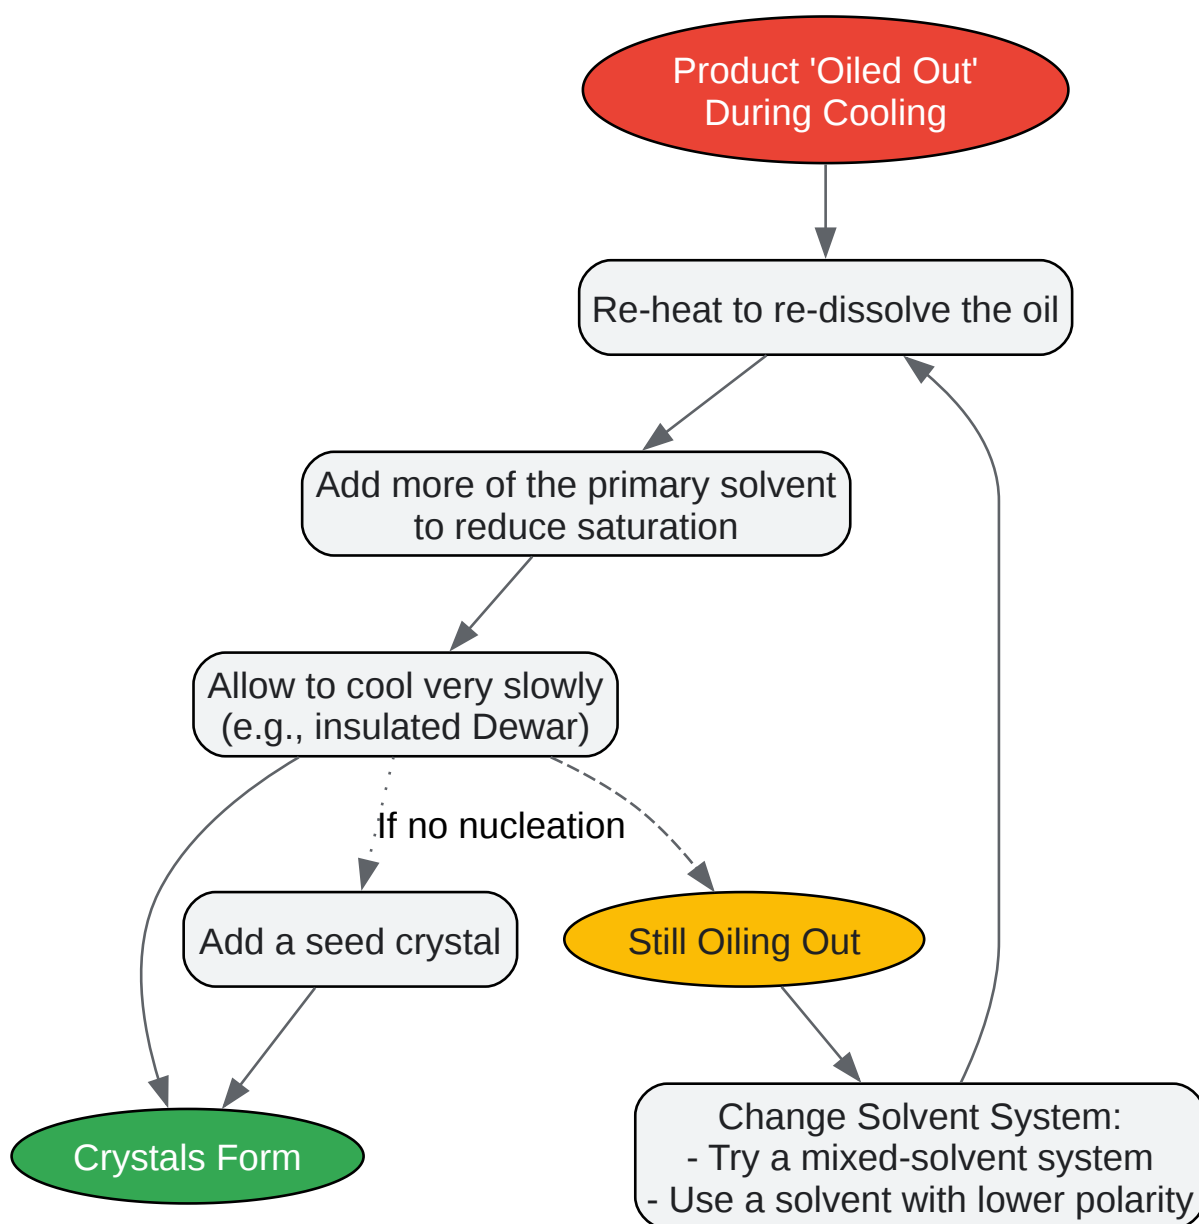 Product 'Oiled Out'
During Cooling
Re-heat to re-dissolve the oil
Add more of the primary solvent
to reduce saturation
Allow to cool very slowly
(e.g., insulated Dewar)
If no nucleation
Add a seed crystal
Still Oiling Out
Crystals Form
Change Solvent System:
- Try a mixed-solvent system
- Use a solvent with lower polarity